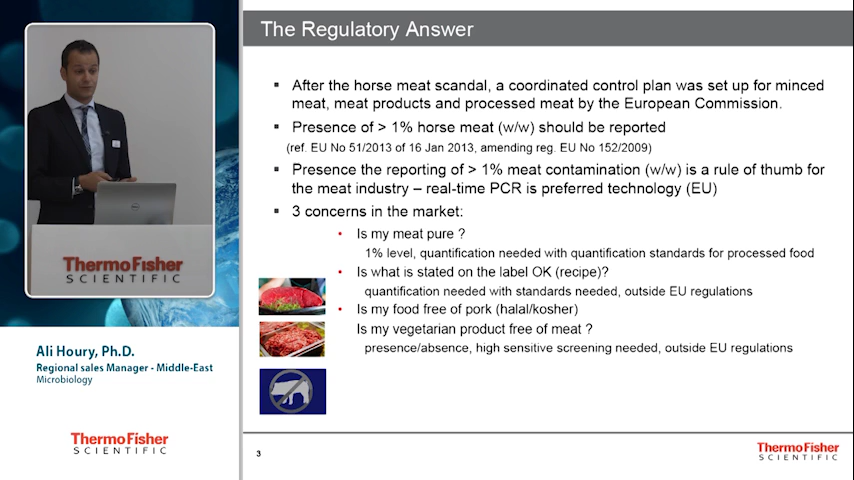 The Regulatory Answer
▪ After the horse meat scandal, a coordinated control plan was set up for minced
meat, meat products and processed meat by the European Commission.
▪ Presence of > 1% horse meat (w/w) should be reported
(ref. EU No 51/2013 of 16 Jan 2013, amending reg. EU No 152/2009)
▪ Presence the reporting of > 1% meat contamination (w/w) is a rule of thumb for
the meat industry – real-time PCR is preferred technology (EU)
▪ 3 concerns in the market:
• Is my meat pure ?
1% level, quantification needed with quantification standards for processed food
• Is what is stated on the label OK (recipe)?
quantification needed with standards needed, outside EU regulations
• Is my food free of pork (halal/kosher)
Is my vegetarian product free of meat ?
presence/absence, high sensitive screening needed, outside EU regulations
3
ThermoFisher
SCIENTIFIC
ThermoFisher
SCIENTIFIC
Ali Houry, Ph.D.
Regional sales Manager - Middle-East
Microbiology
ThermoFisher
SCIENTIFIC